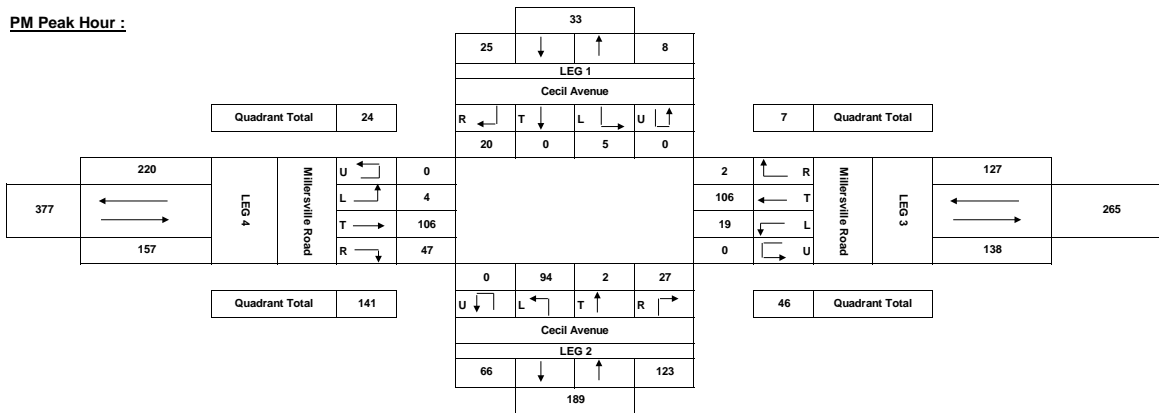 PM Peak Hour :
33
25 8
LEG 1
Cecil Avenue
Quadrant Total 24
R T L U
7 Quadrant Total
20 0 5 0
220
U 0
2 R
127
377
LEG 4
Millersville Road
L 4
106 T
Millersville Road
LEG 3
265
T 106
19 L
157
R 47
0 U
138
0 94 2 27
Quadrant Total 141
U L T R
46 Quadrant Total
Cecil Avenue
LEG 2
66 123
189